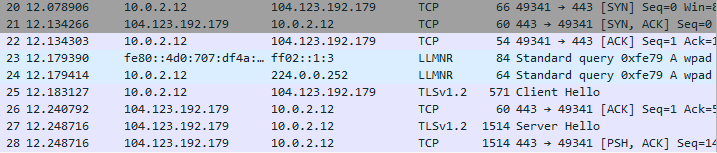 20 12.078906 10.0.2.12 104.123.192.179 TCP 66 49341 → 443 [SYN] Seq=0 Win=8
21 12.134266 104.123.192.179 10.0.2.12 TCP 60 443 → 49341 [SYN, ACK] Seq=0
22 12.134303 10.0.2.12 104.123.192.179 TCP 54 49341 → 443 [ACK] Seq=1 Ack=1
23 12.179390 fe80::4d0:707:df4a:… ff02::1:3 LLMNR 84 Standard query 0xfe79 A wpad
24 12.179414 10.0.2.12 224.0.0.252 LLMNR 64 Standard query 0xfe79 A wpad
25 12.183127 10.0.2.12 104.123.192.179 TLSv1.2 571 Client Hello
26 12.240792 104.123.192.179 10.0.2.12 TCP 60 443 → 49341 [ACK] Seq=1 Ack=5
27 12.248716 104.123.192.179 10.0.2.12 TLSv1.2 1514 Server Hello
28 12.248716 104.123.192.179 10.0.2.12 TCP 1514 443 → 49341 [PSH, ACK] Seq=14